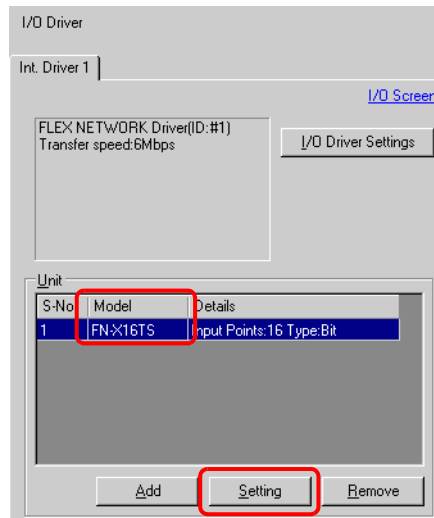 I/O Driver
Int. Driver 1
I/O Screen
FLEX NETWORK Driver(ID:#1)
Transfer speed:6Mbps
I/O Driver Settings
Unit
S-No Model Details
1 FN-X16TS Input Points:16 Type:Bit
Add Setting Remove